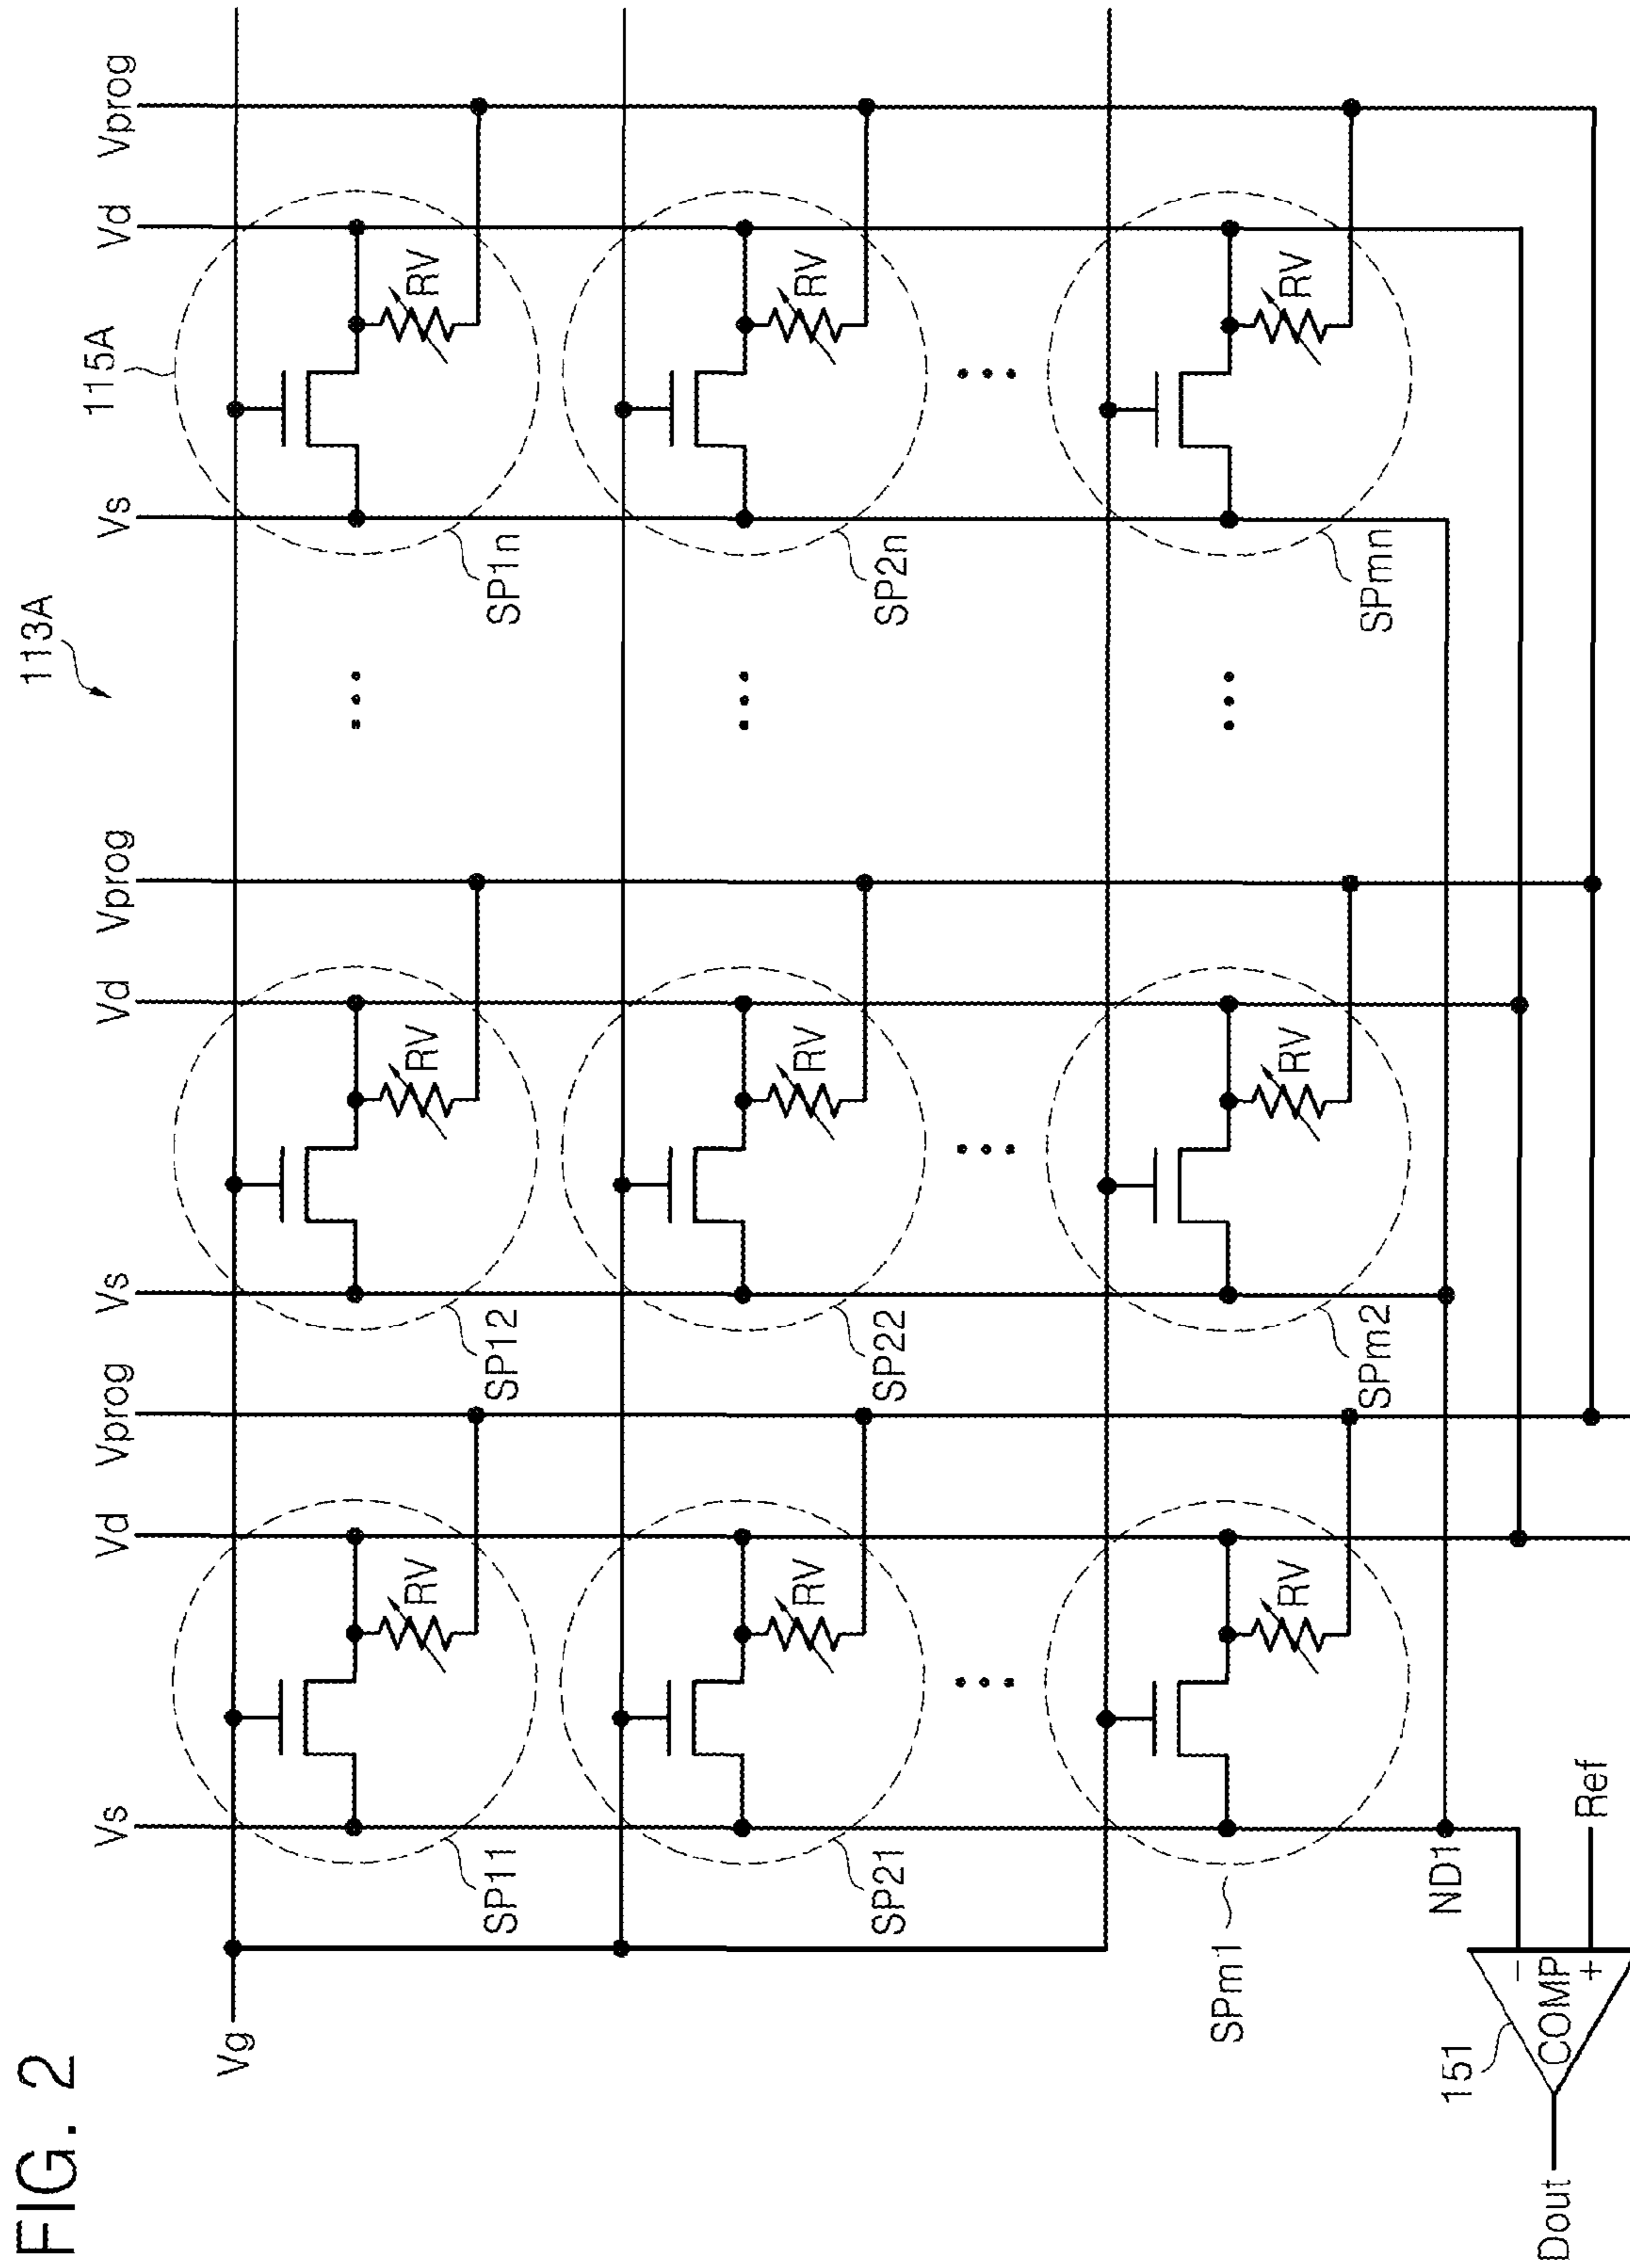 FIG. 2
113A
115A
Vs Vd Vprog Vs Vd Vprog Vs Vd Vprog
Vg
RV RV RV
SP11 SP12 SP1n
RV RV RV
SP21 SP22 SP2n
RV RV RV
SPm1 SPm2 SPmn
151 ND1
−
Dout COMP
+ Ref